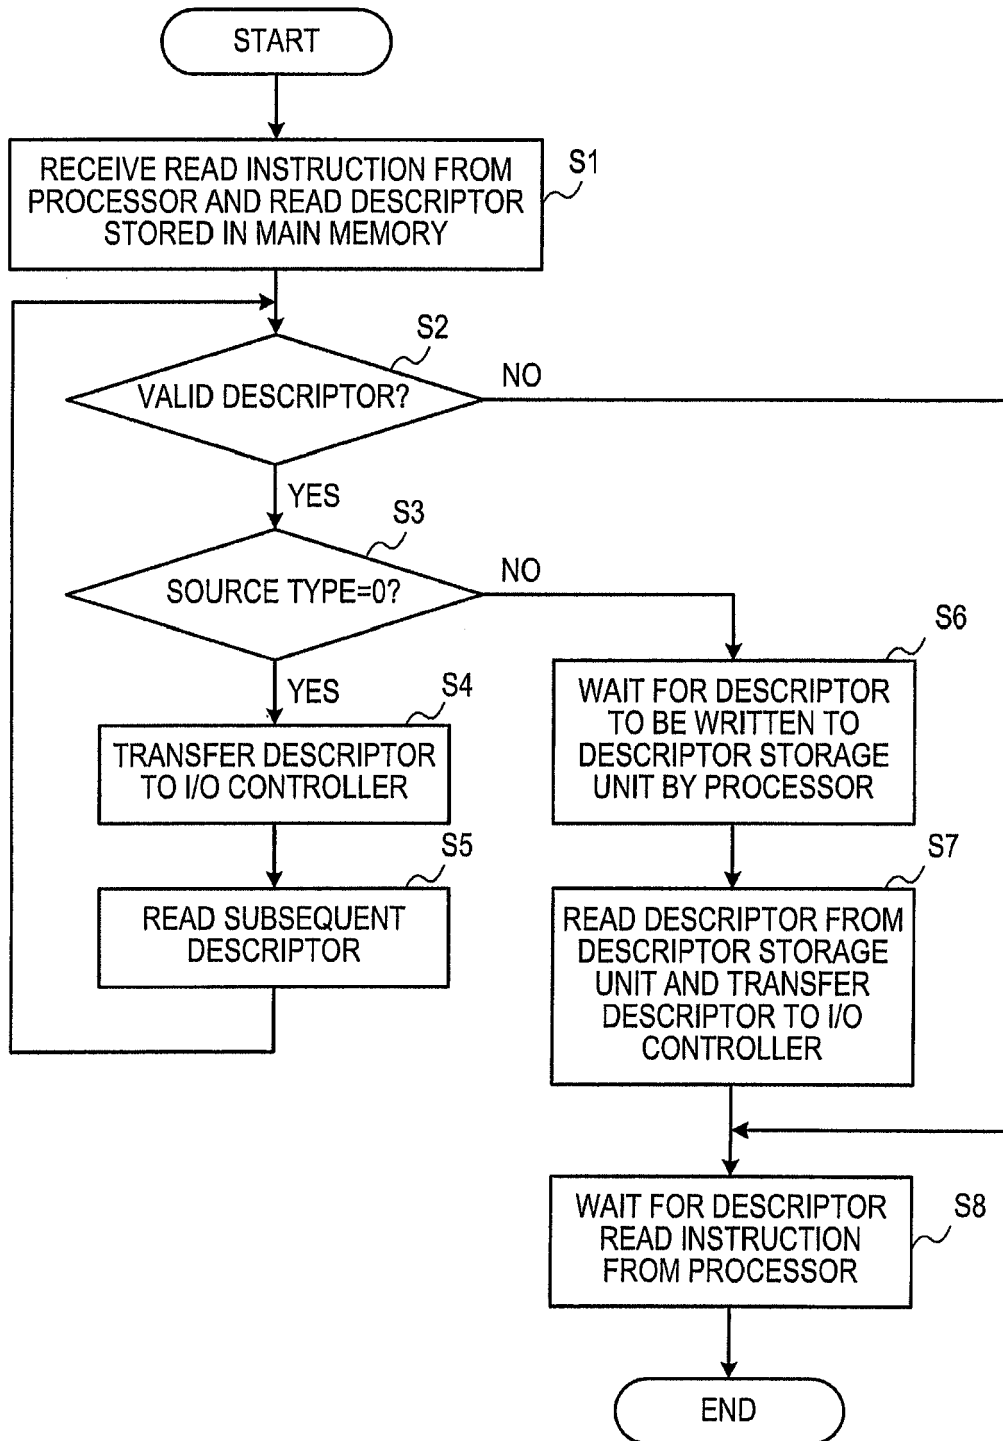 START
RECEIVE READ INSTRUCTION FROM
PROCESSOR AND READ DESCRIPTOR
STORED IN MAIN MEMORY
S1
S2
VALID DESCRIPTOR?
NO
YES
S3
SOURCE TYPE=0?
NO
YES
S4
TRANSFER DESCRIPTOR
TO I/O CONTROLLER
S5
READ SUBSEQUENT
DESCRIPTOR
S6
WAIT FOR DESCRIPTOR
TO BE WRITTEN TO
DESCRIPTOR STORAGE
UNIT BY PROCESSOR
S7
READ DESCRIPTOR FROM
DESCRIPTOR STORAGE
UNIT AND TRANSFER
DESCRIPTOR TO I/O
CONTROLLER
S8
WAIT FOR DESCRIPTOR
READ INSTRUCTION
FROM PROCESSOR
END